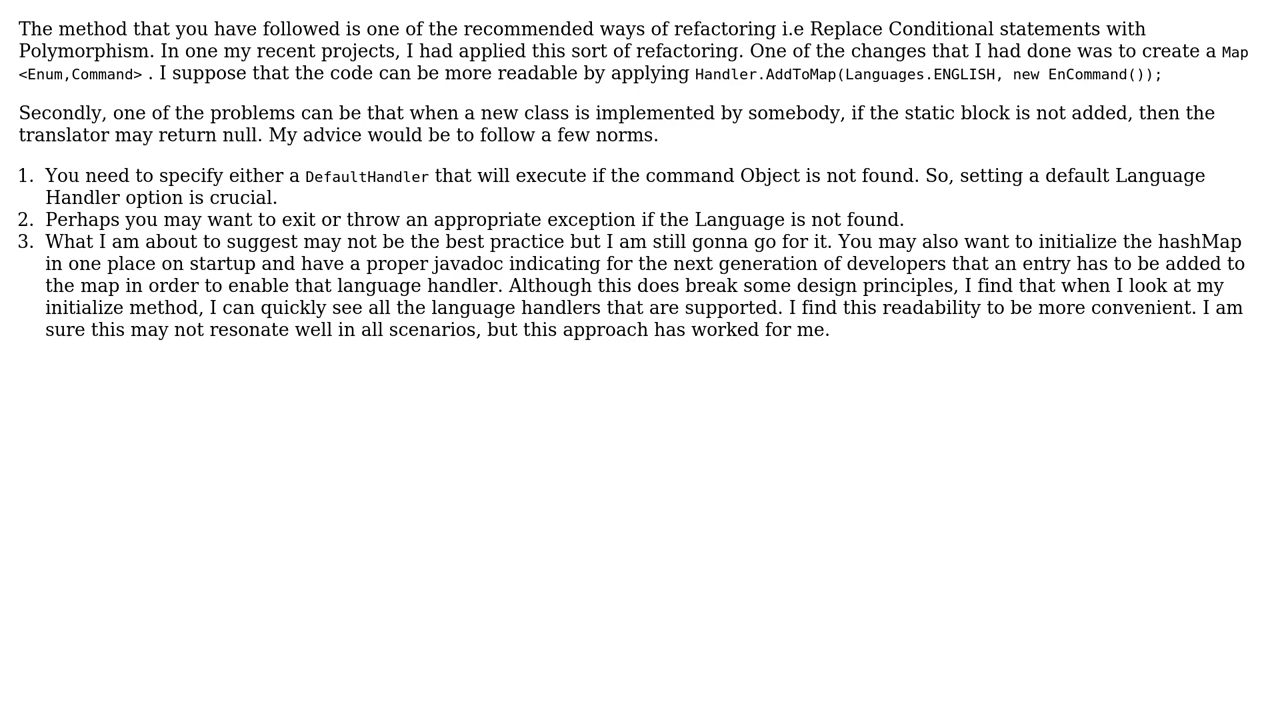 The method that you have followed is one of the recommended ways of refactoring i.e Replace Conditional statements with
Polymorphism. In one my recent projects, I had applied this sort of refactoring. One of the changes that I had done was to create a Map
<Enum,Command> . I suppose that the code can be more readable by applying Handler.AddToMap(Languages.ENGLISH, new EnCommand());
Secondly, one of the problems can be that when a new class is implemented by somebody, if the static block is not added, then the
translator may return null. My advice would be to follow a few norms.
1. You need to specify either a DefaultHandler that will execute if the command Object is not found. So, setting a default Language
Handler option is crucial.
2. Perhaps you may want to exit or throw an appropriate exception if the Language is not found.
3. What I am about to suggest may not be the best practice but I am still gonna go for it. You may also want to initialize the hashMap
in one place on startup and have a proper javadoc indicating for the next generation of developers that an entry has to be added to
the map in order to enable that language handler. Although this does break some design principles, I find that when I look at my
initialize method, I can quickly see all the language handlers that are supported. I find this readability to be more convenient. I am
sure this may not resonate well in all scenarios, but this approach has worked for me.